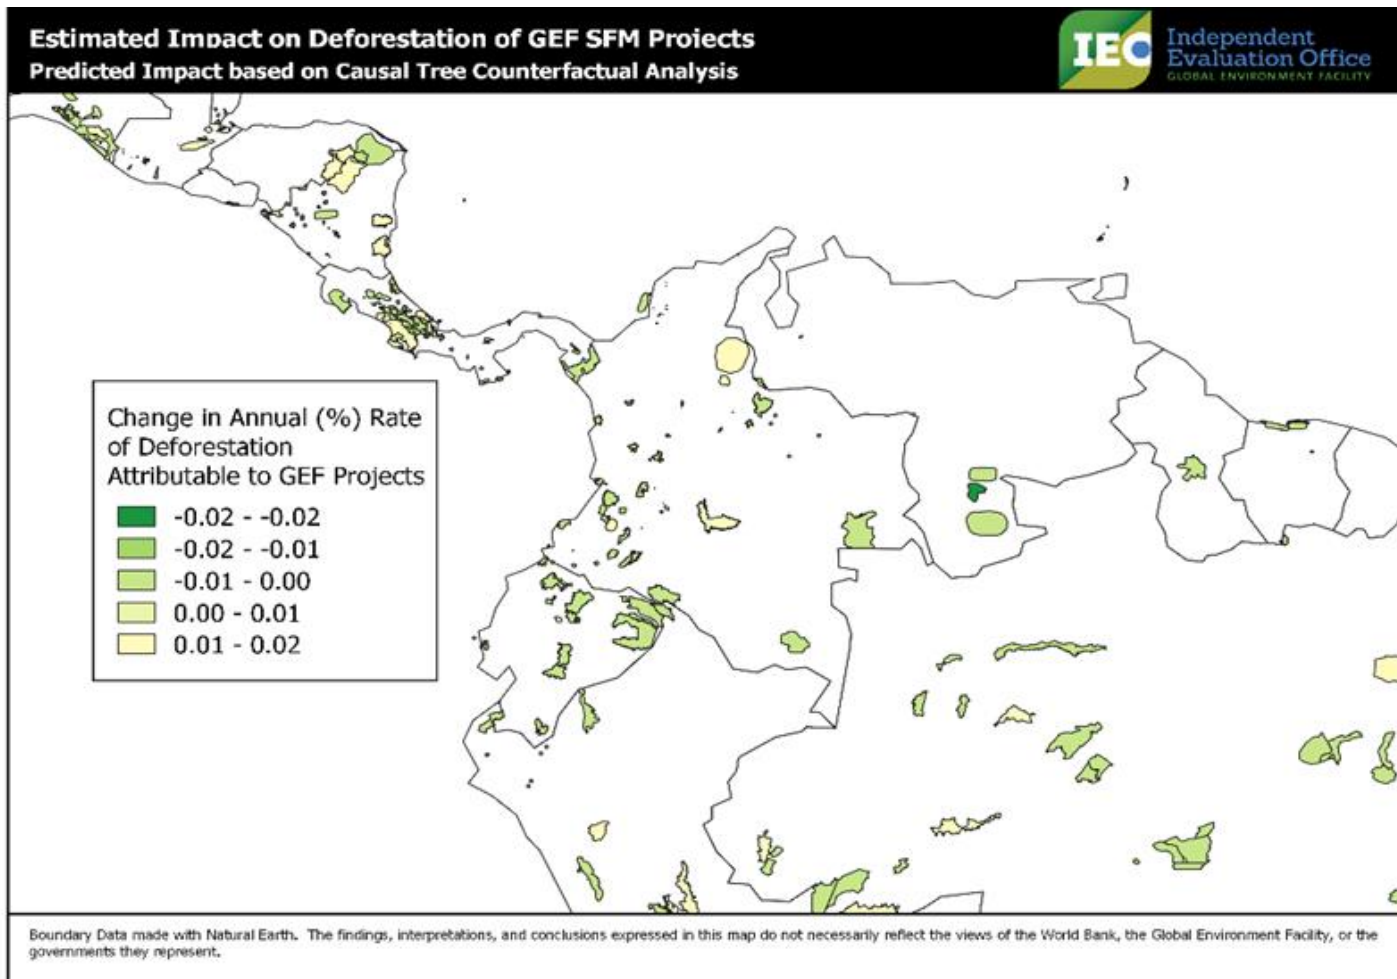 Estimated Impact on Deforestation of GEF SFM Projects
Predicted Impact based on Causal Tree Counterfactual Analysis
IEO
Independent
Evaluation Office
GLOBAL ENVIRONMENT FACILITY
Change in Annual (%) Rate
of Deforestation
Attributable to GEF Projects
-0.02 - -0.02
-0.02 - -0.01
-0.01 - 0.00
0.00 - 0.01
0.01 - 0.02
Boundary Data made with Natural Earth. The findings, interpretations, and conclusions expressed in this map do not necessarily reflect the views of the World Bank, the Global Environment Facility, or the
governments they represent.